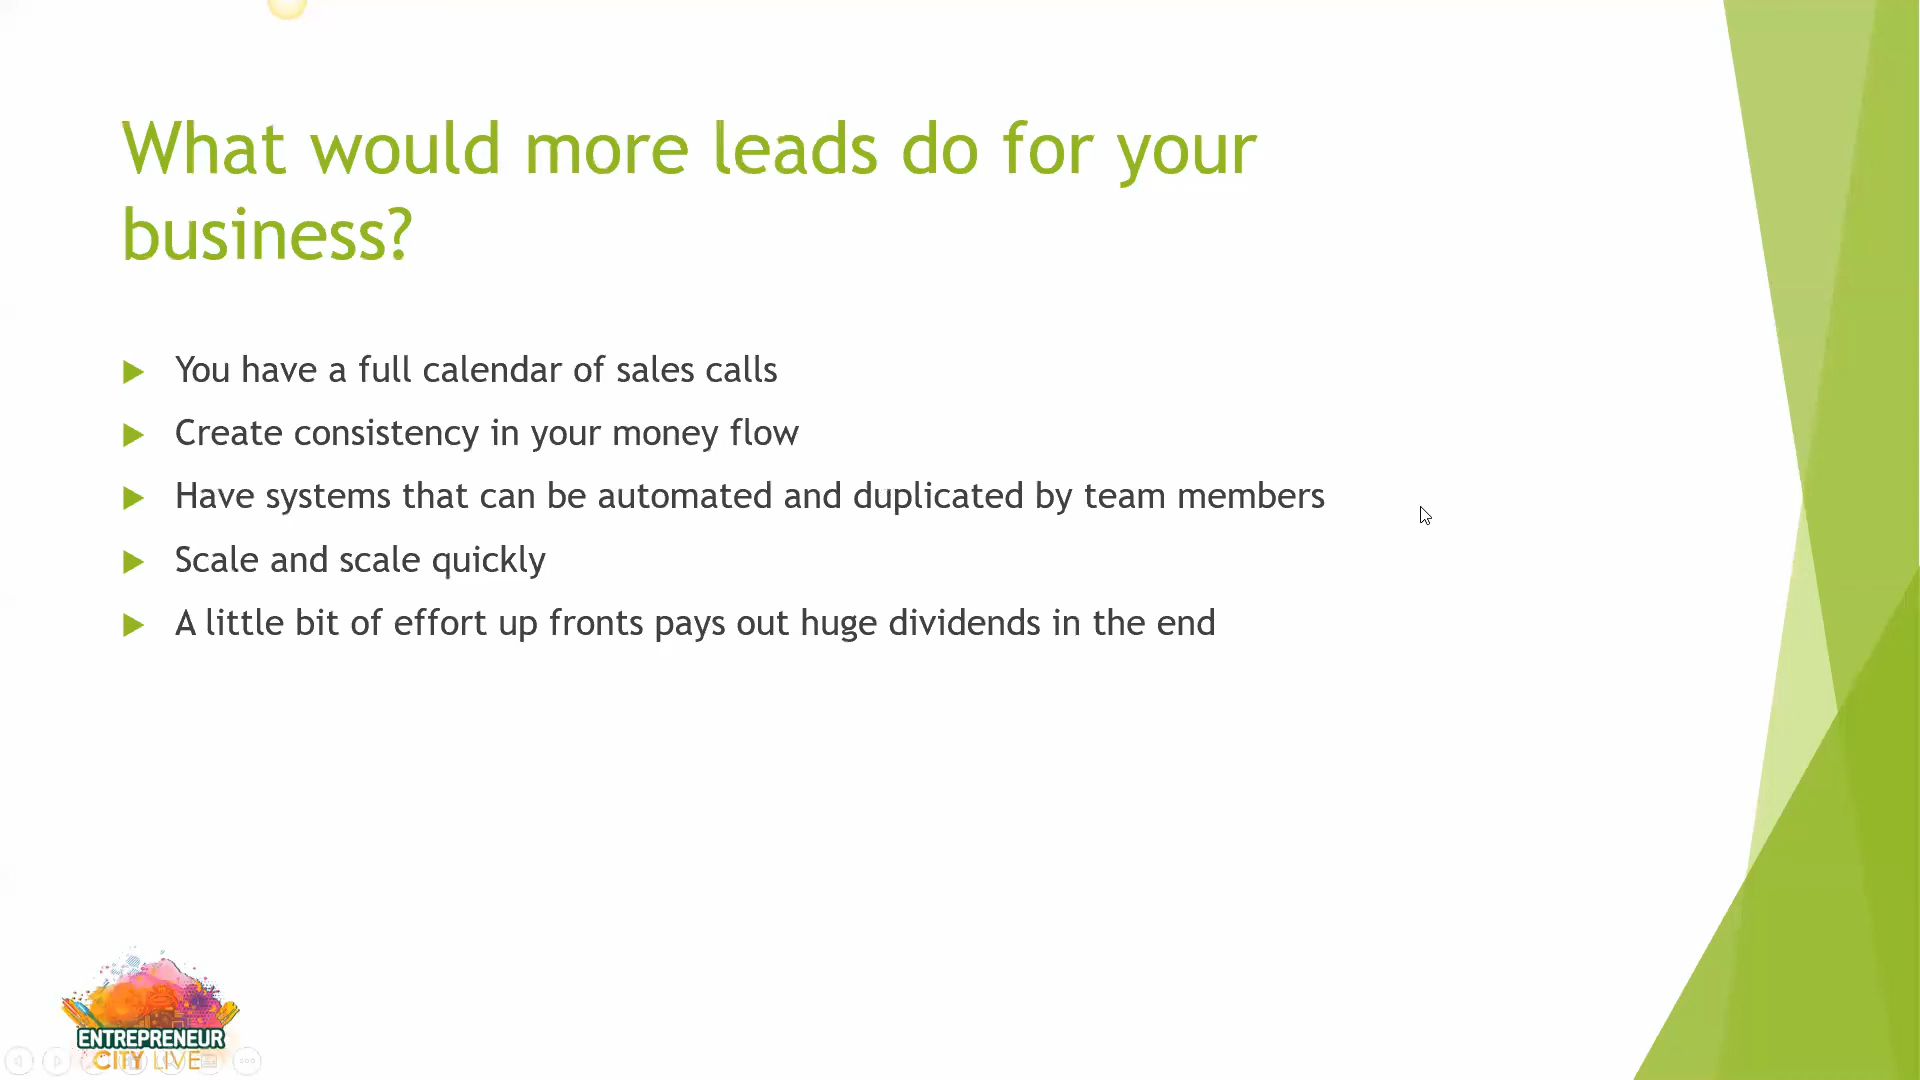 What would more leads do for your
business?
You have a full calendar of sales calls
Create consistency in your money flow
Have systems that can be automated and duplicated by team members
Scale and scale quickly
A little bit of effort up fronts pays out huge dividends in the end
ENTREPRENEUR
CITY LIVE